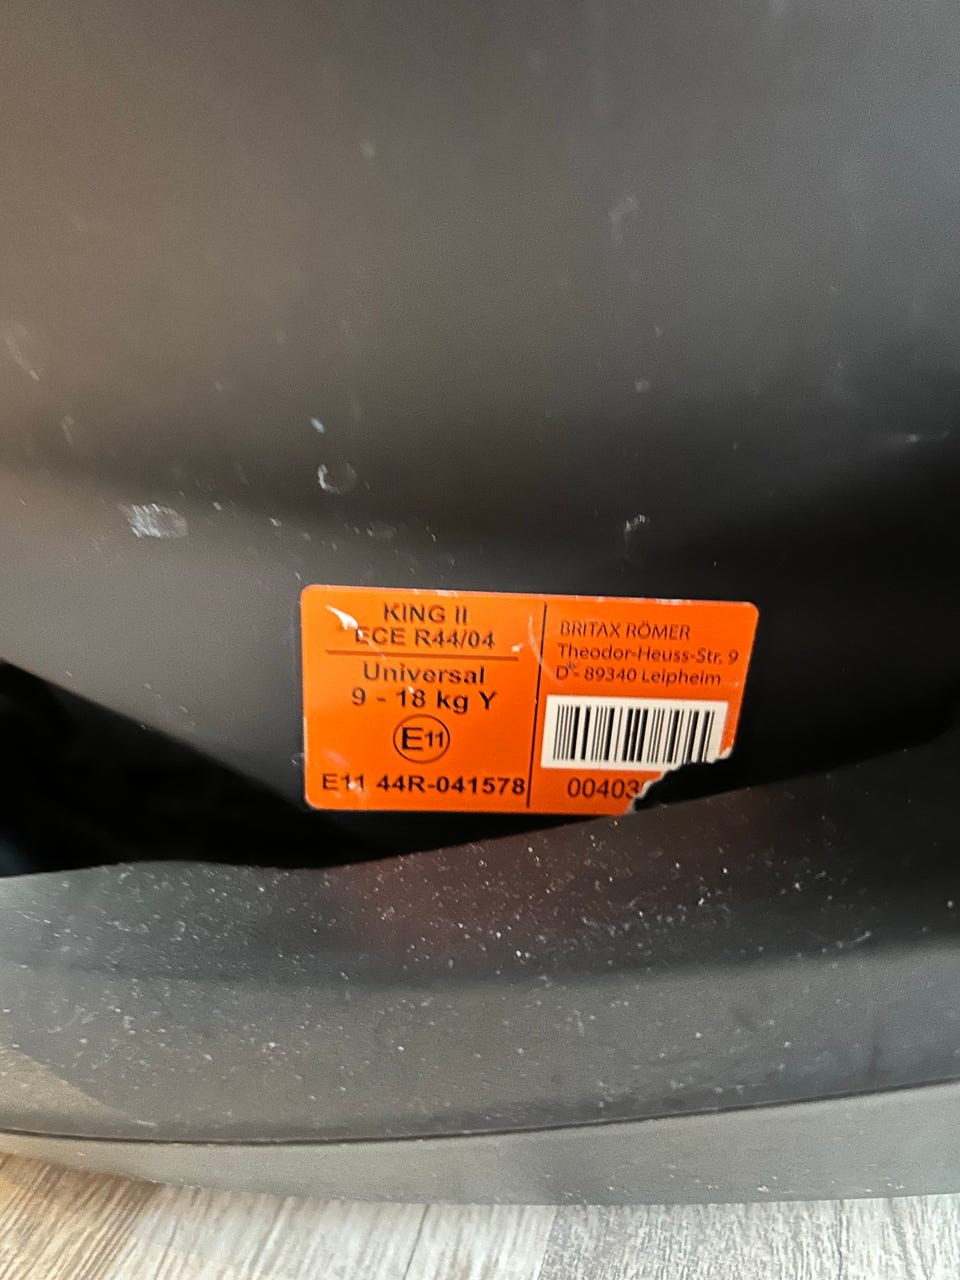 KING II
ECE R44/04
Universal
9 - 18 kg Y
E11
E11 44R-041578
BRITAX RÖMER
Theodor-Heuss-Str. 9
D - 89340 Leipheim
00403